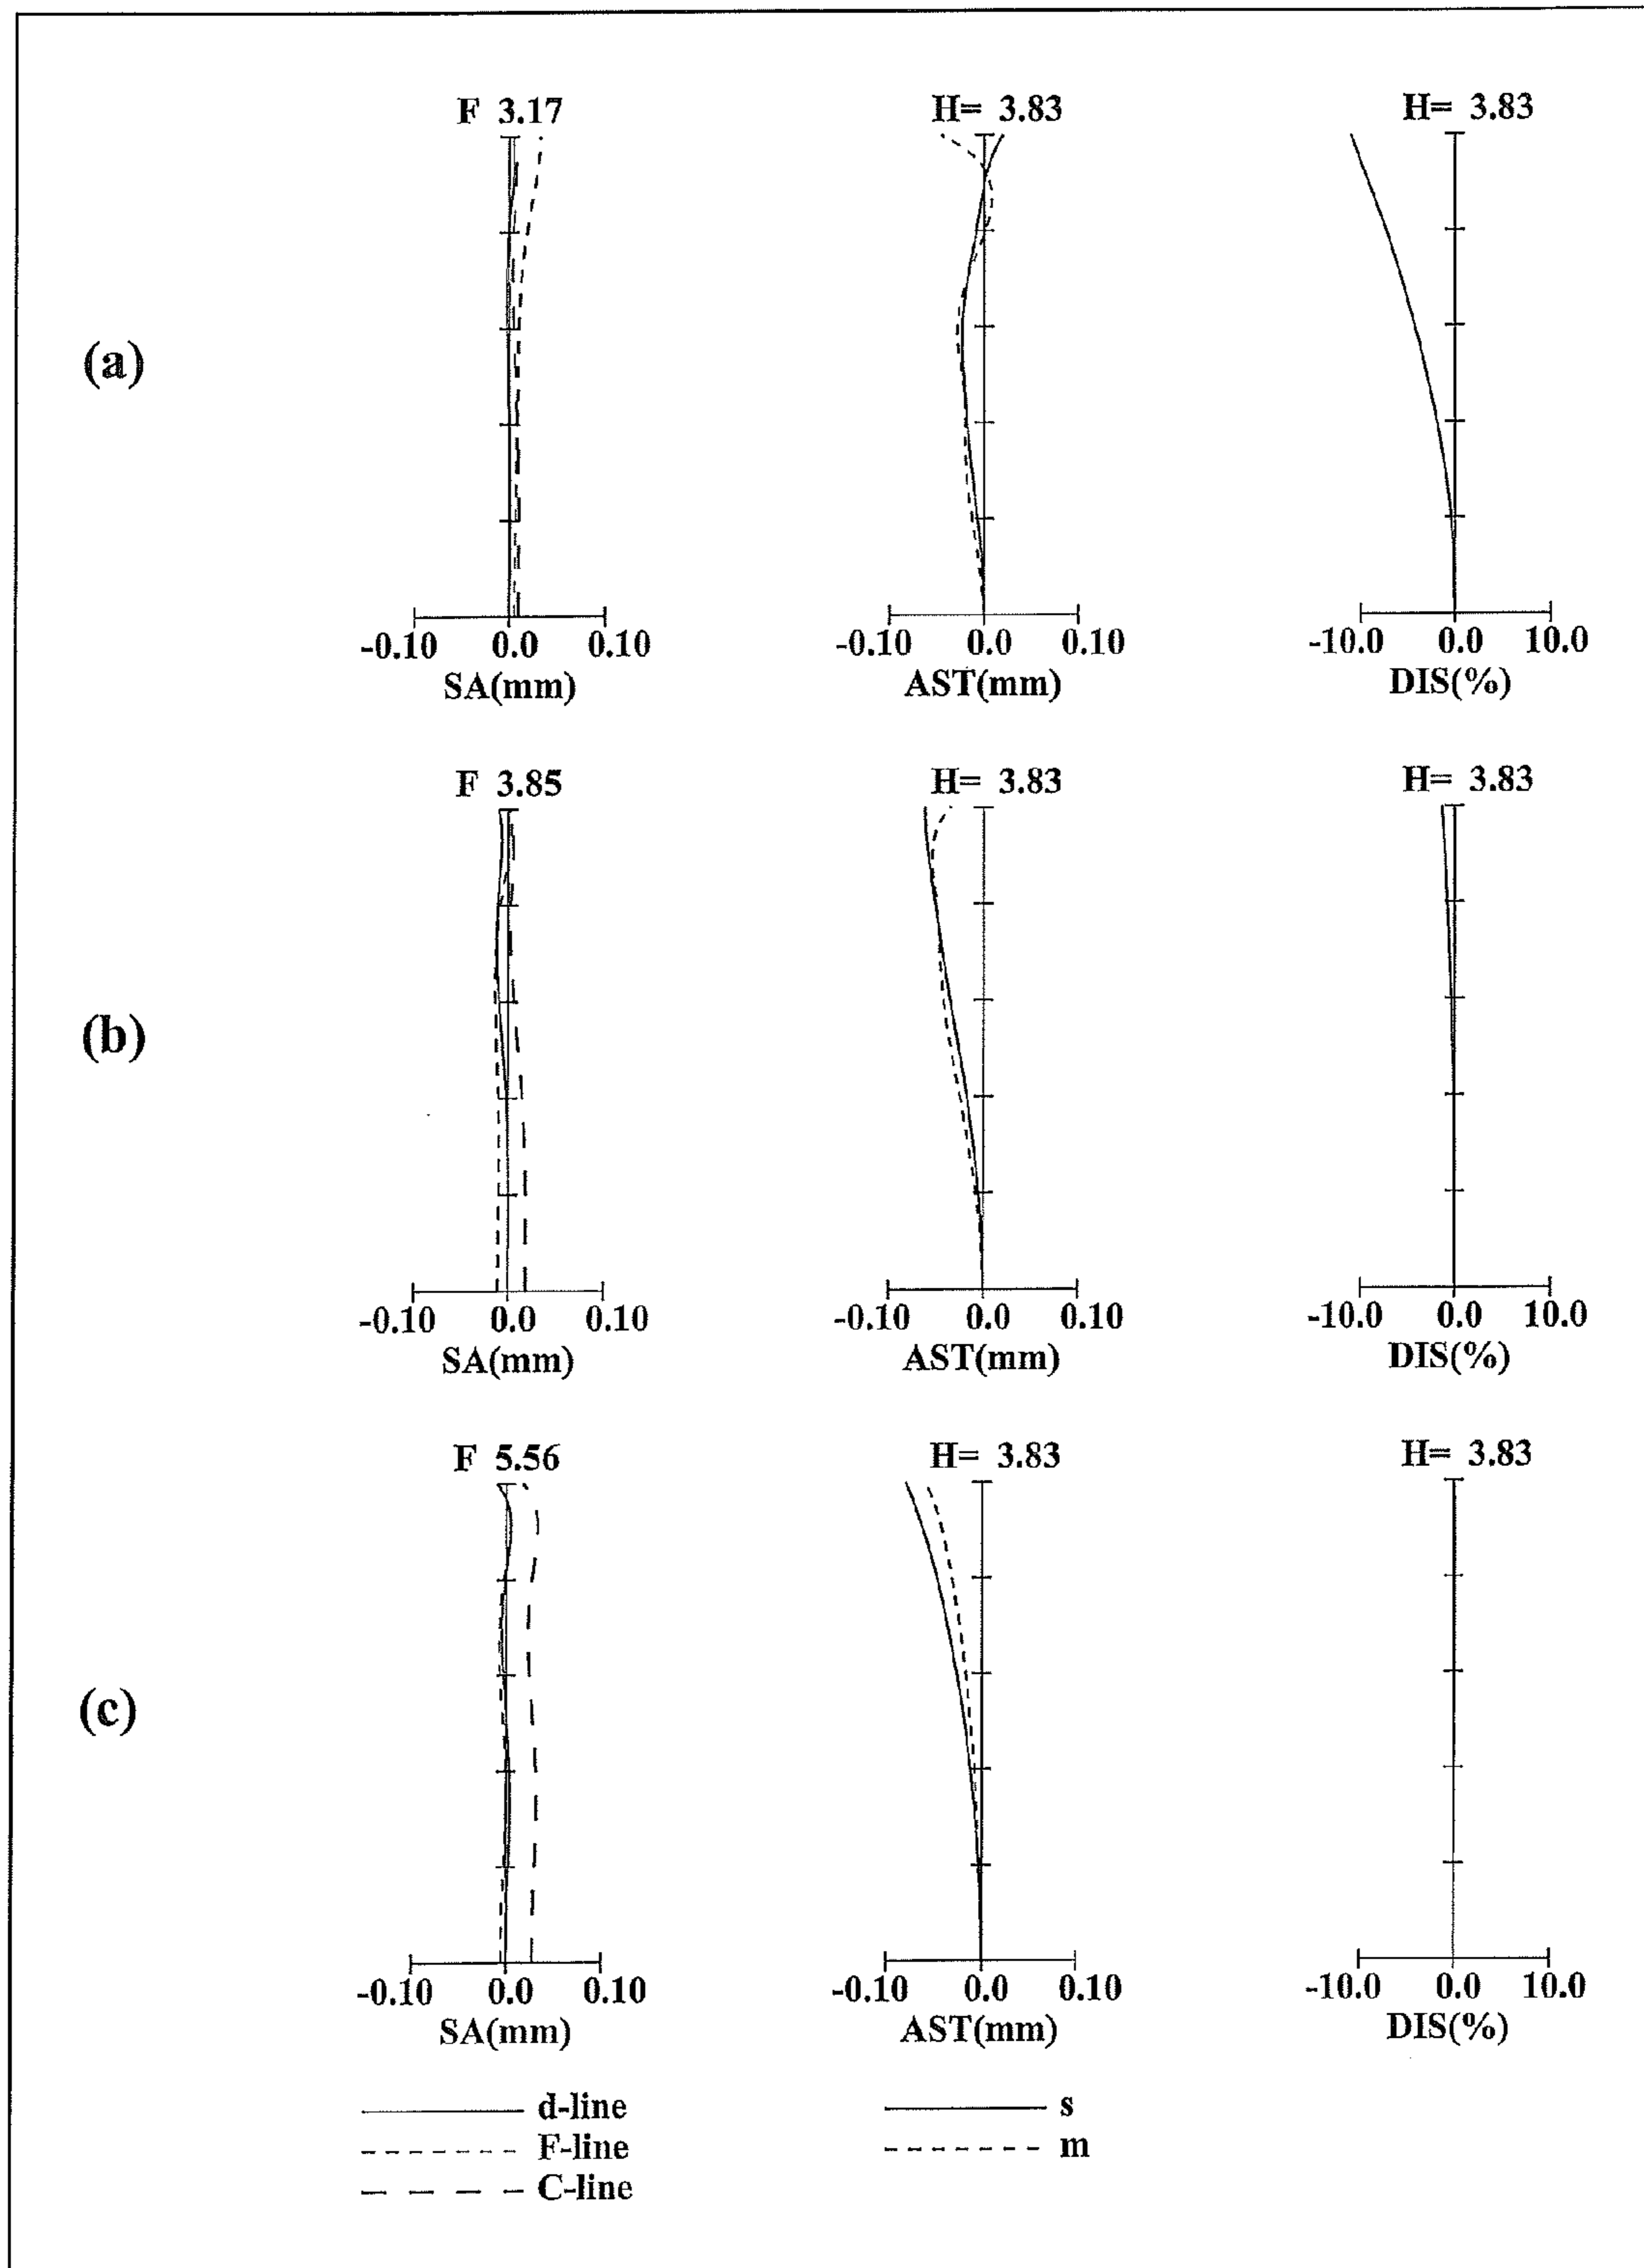 F 3.17 H= 3.83 H= 3.83
(a)
-0.10 0.0 0.10 -0.10 0.0 0.10 -10.0 0.0 10.0
SA(mm) AST(mm) DIS(%)
F 3.85 H= 3.83 H= 3.83
(b)
-0.10 0.0 0.10 -0.10 0.0 0.10 -10.0 0.0 10.0
SA(mm) AST(mm) DIS(%)
F 5.56 H= 3.83 H= 3.83
(c)
-0.10 0.0 0.10 -0.10 0.0 0.10 -10.0 0.0 10.0
SA(mm) AST(mm) DIS(%)
d-line s
F-line m
C-line